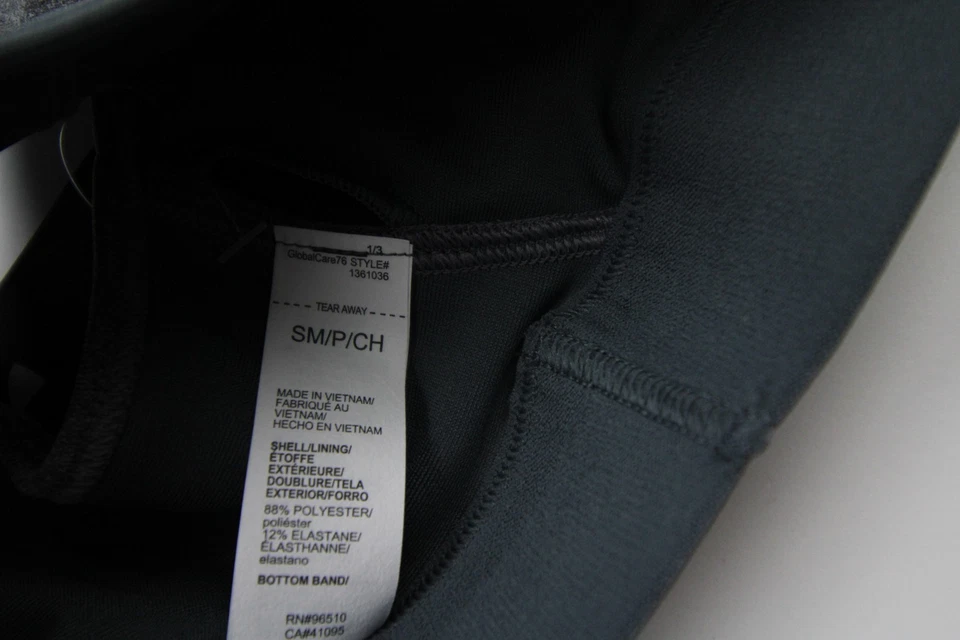 1/3
GlobalCare76 STYLE#
1361036
TEAR AWAY
SM/P/CH
MADE IN VIETNAM/
FABRIQUÉ AU
VIETNAM/
HECHO EN VIETNAM
SHELL/LINING/
ÉTOFFE
EXTÉRIEURE/
DOUBLURE/TELA
EXTERIOR/FORRO
88% POLYESTER/
poliéster
12% ELASTANE/
ÉLASTHANNE/
elastano
BOTTOM BAND/
RN#96510
CA#41095